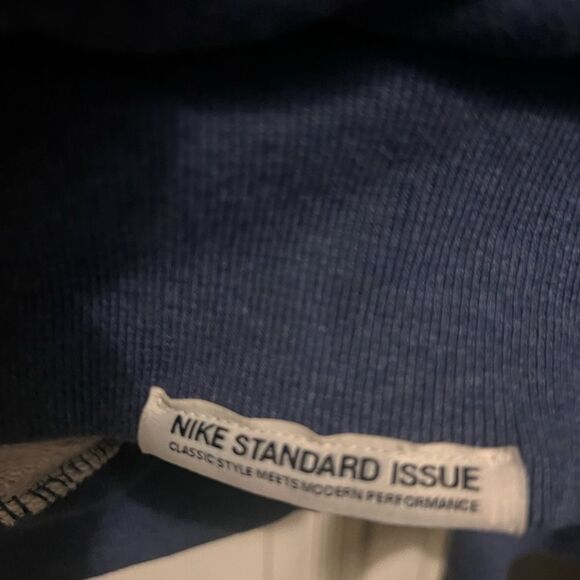 NIKE STANDARD ISSUE
CLASSIC STYLE MEETS MODERN PERFORMANCE